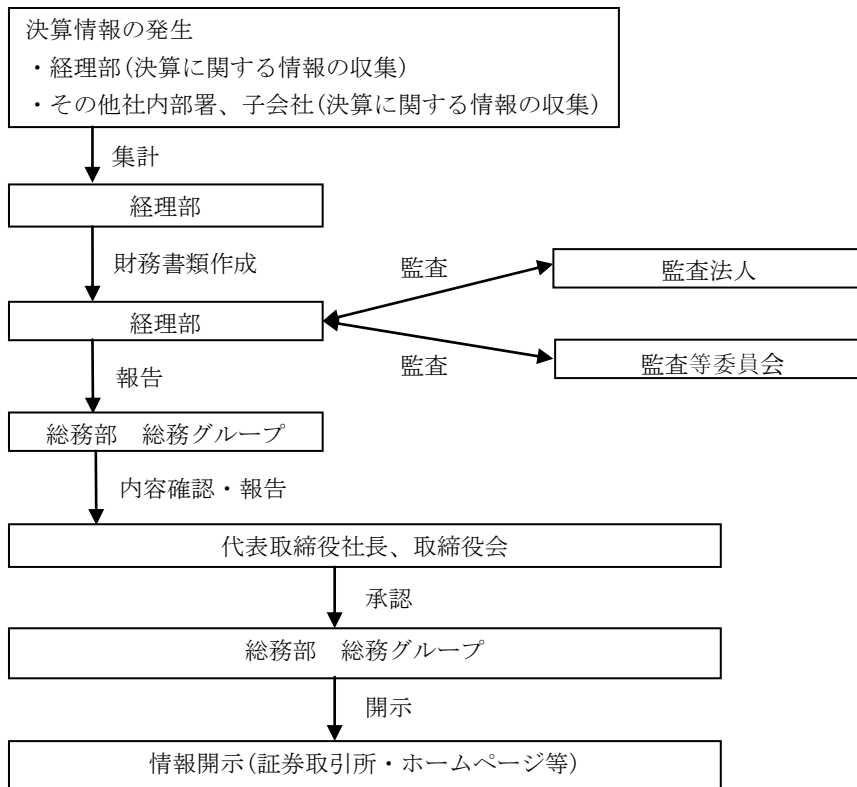 決算情報の発生
・経理部(決算に関する情報の収集)
・その他社内部署、子会社(決算に関する情報の収集)
集計
経理部
財務書類作成
監査
監査法人
経理部
監査
監査等委員会
報告
総務部　総務グループ
内容確認・報告
代表取締役社長、取締役会
承認
総務部　総務グループ
開示
情報開示(証券取引所・ホームページ等)